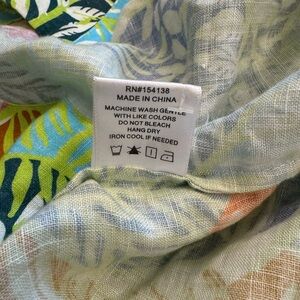 RN#154138
MADE IN CHINA
MACHINE WASH GENTLE
WITH LIKE COLORS
DO NOT BLEACH
HANG DRY
IRON COOL IF NEEDED